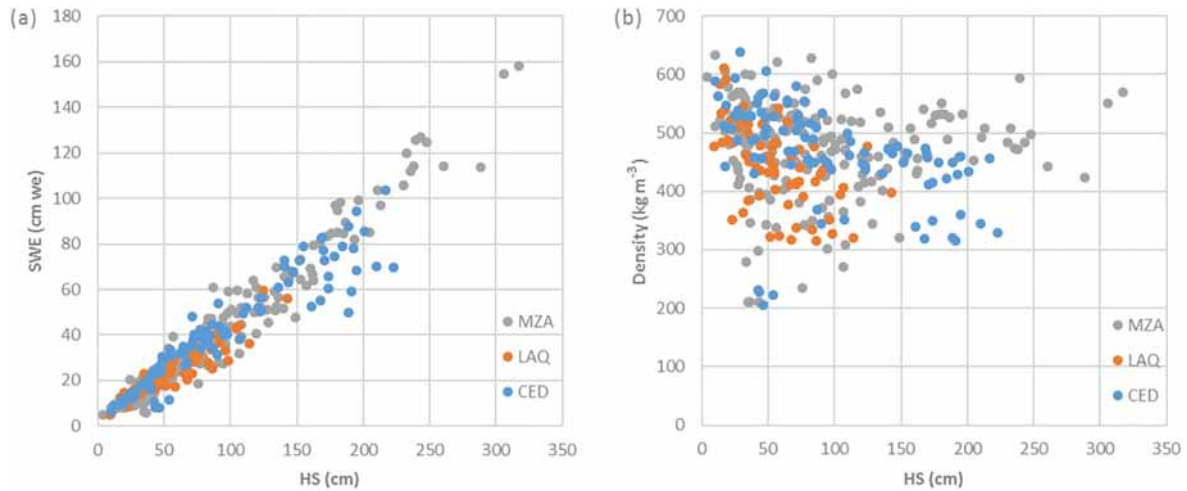 (a)
180
160
140
120
100
80
60
40
20
0
SWE (cm we)
0 50 100 150 200 250 300 350
HS (cm)
MZA
LAQ
CED
(b)
700
600
500
400
300
200
100
0
Density (kg m⁻³)
0 50 100 150 200 250 300 350
HS (cm)
MZA
LAQ
CED